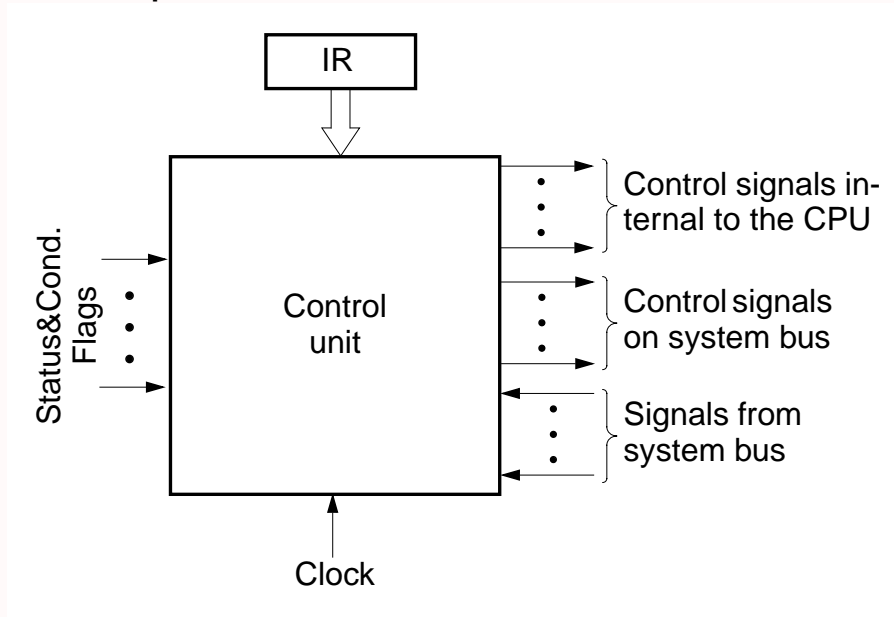 IR
Control signals in-
ternal to the CPU
Status&Cond.
Flags
Control
unit
Control signals
on system bus
Signals from
system bus
Clock